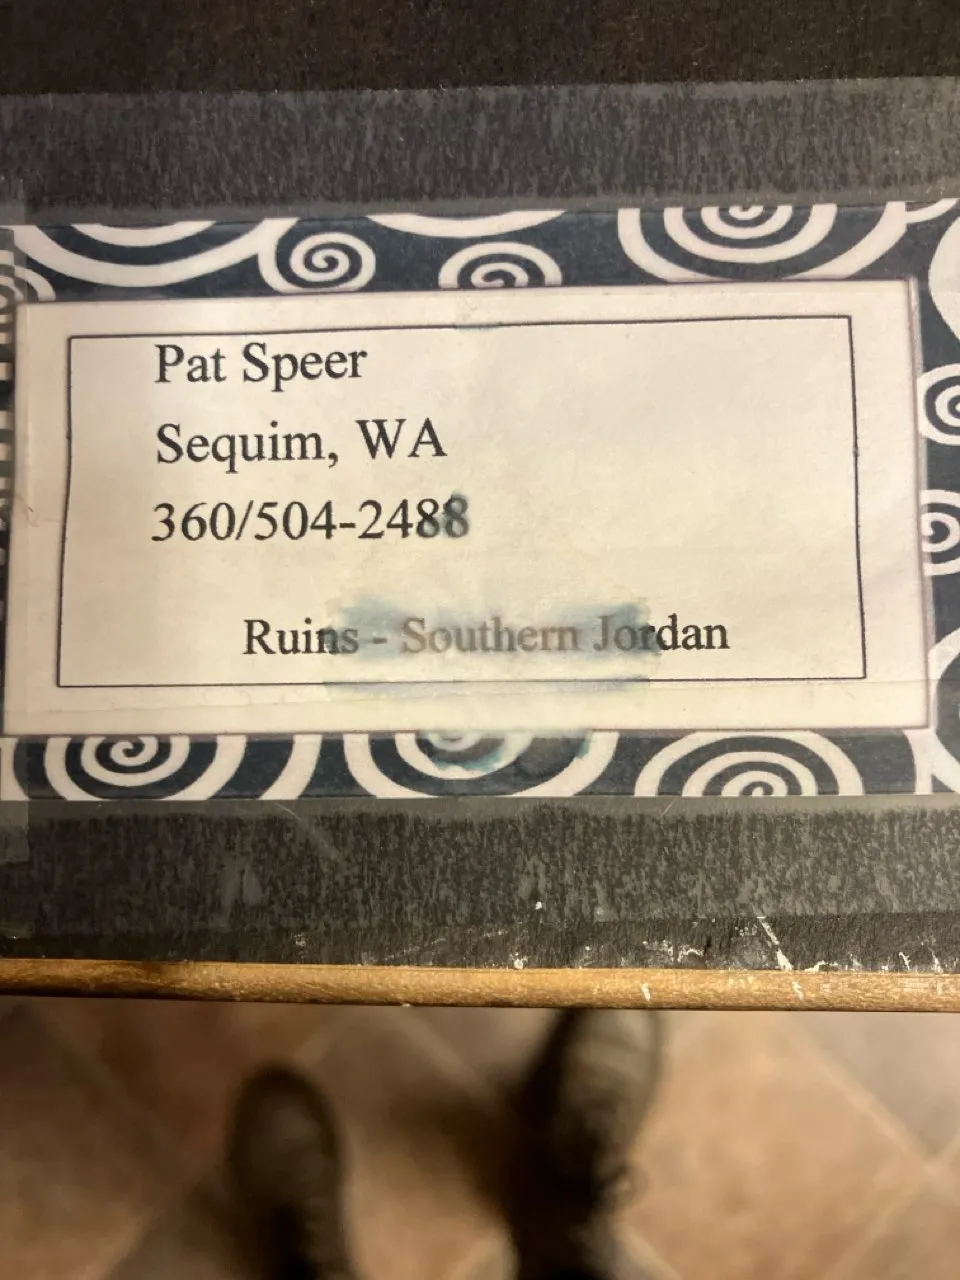 Pat Speer
Sequim, WA
360/504-2488
Ruins - Southern Jordan